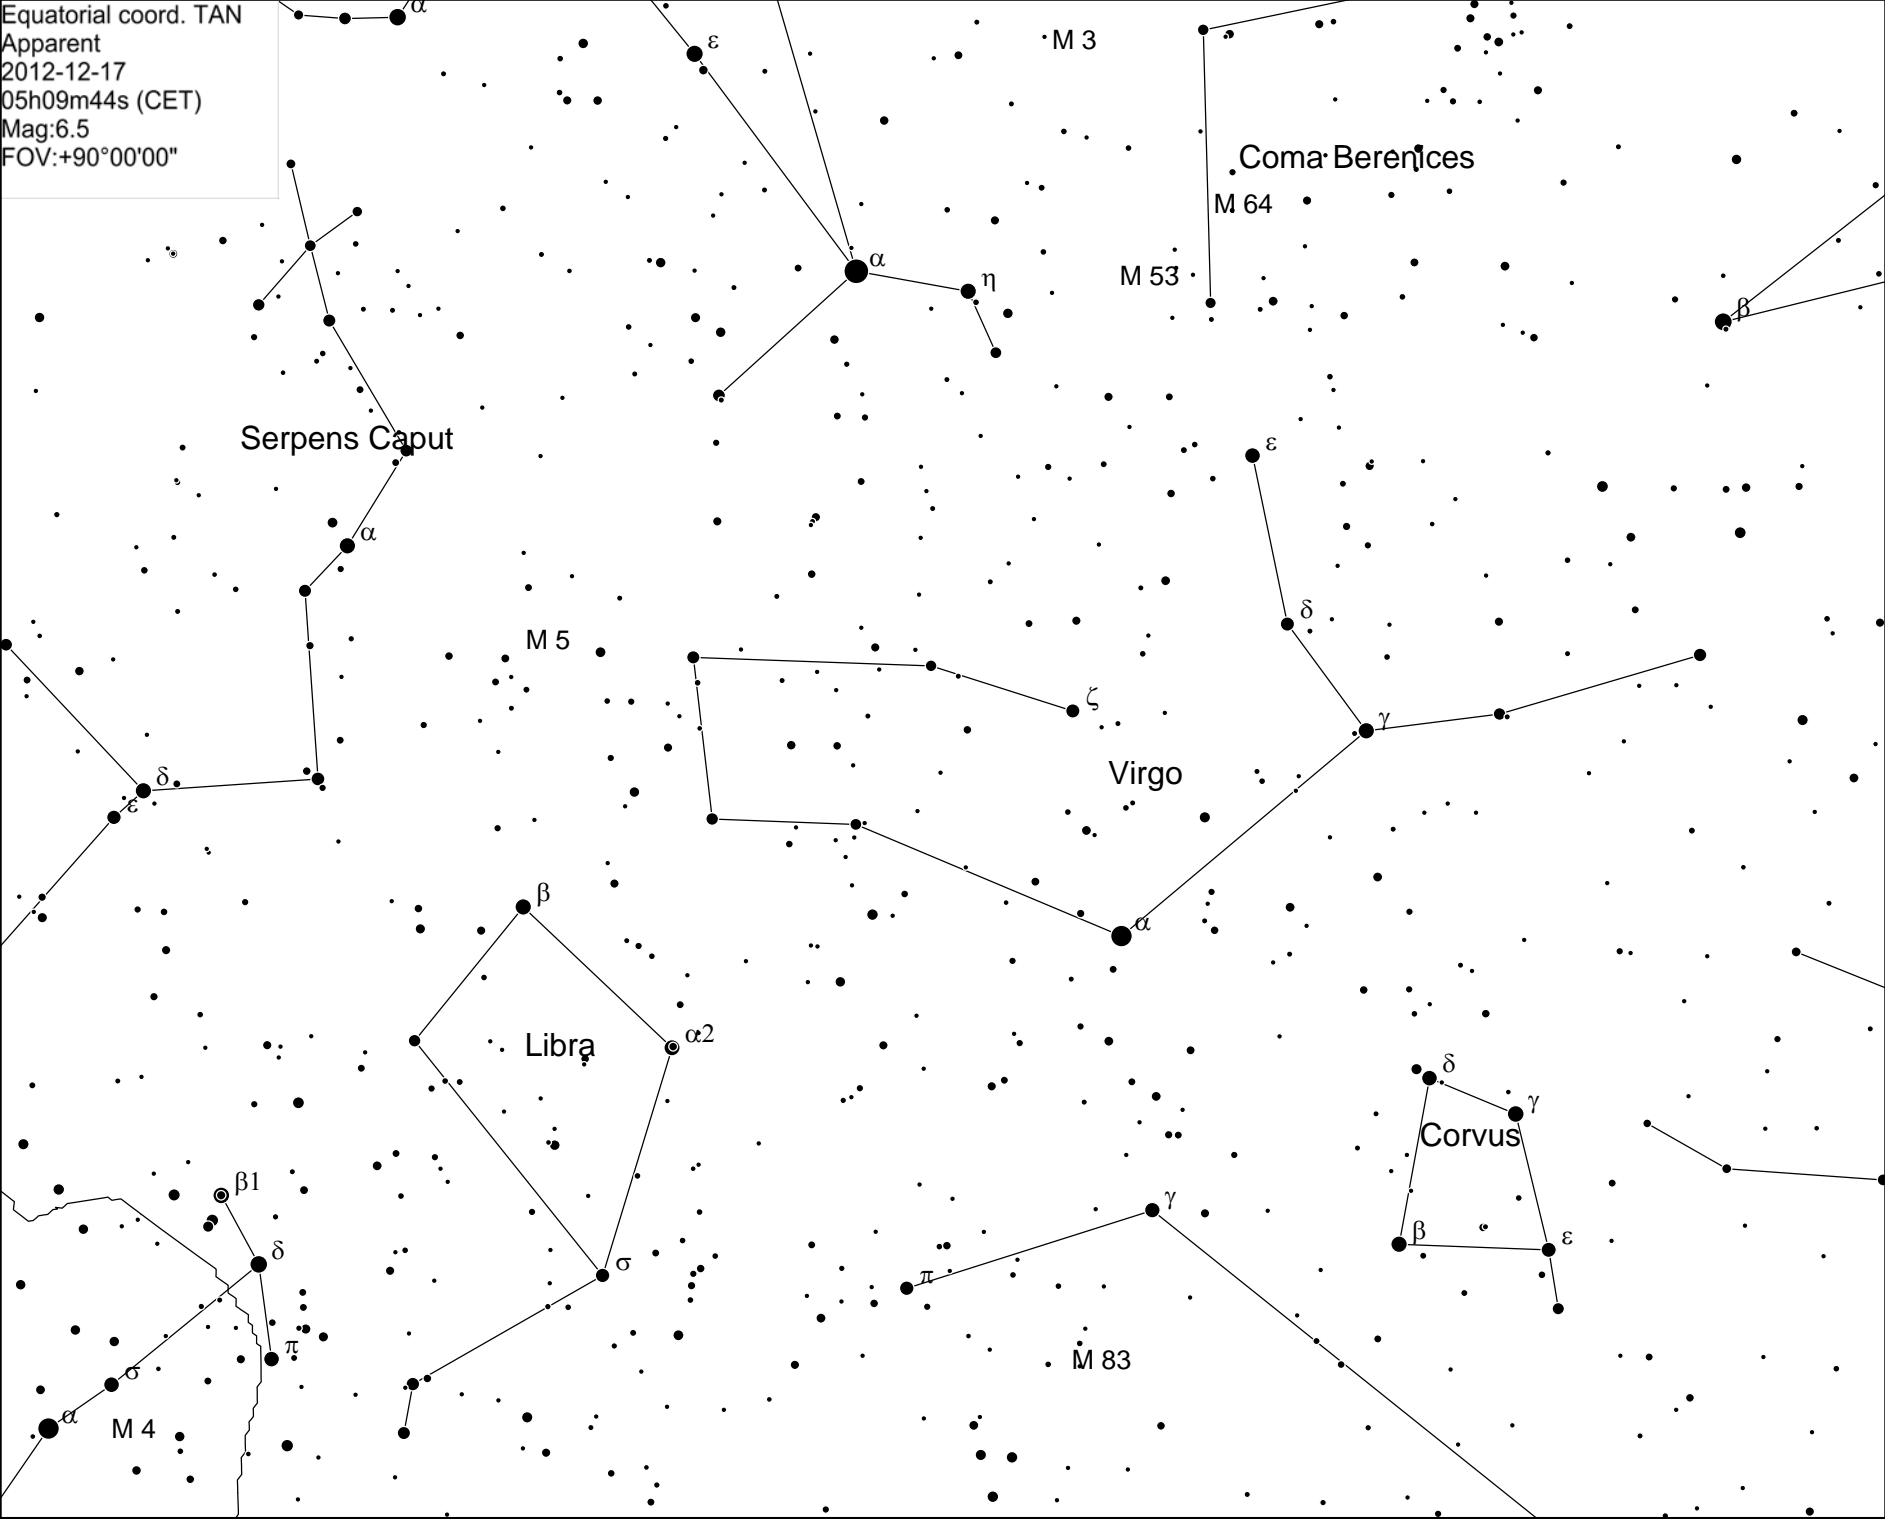 Equatorial coord. TAN
Apparent
2012-12-17
05h09m44s (CET)
Mag:6.5
FOV:+90°00'00"
α
ε
M 3
Coma Berenices
M 64
α
η
M 53
β
Serpens Caput
ε
α
δ
M 5
ζ
γ
Virgo
δ
ε
β
α
α2
Libra
δ
γ
Corvus
β1
γ
β
ε
δ
σ
π
π
M 83
σ
α
M 4